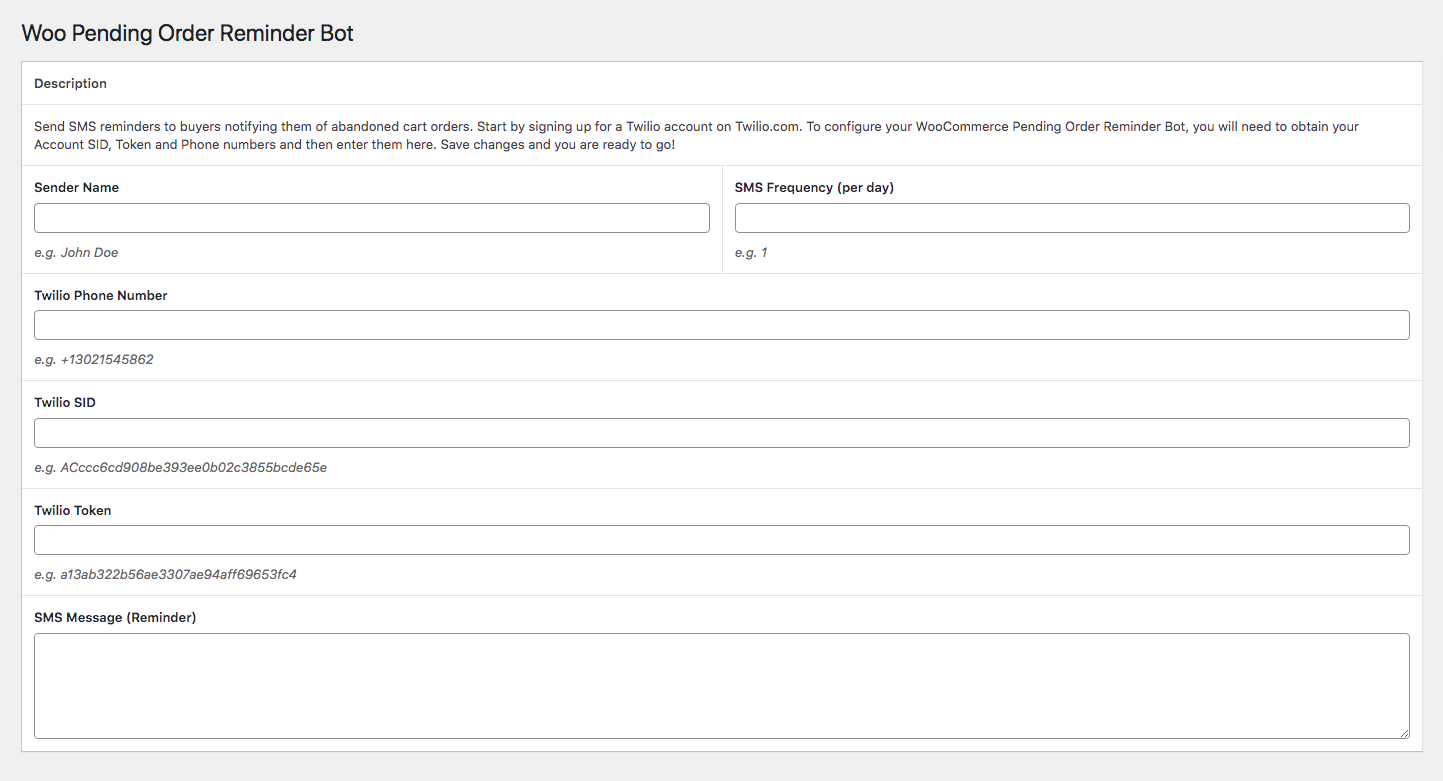 Woo Pending Order Reminder Bot
Description
Send SMS reminders to buyers notifying them of abandoned cart orders. Start by signing up for a Twilio account on Twilio.com. To configure your WooCommerce Pending Order Reminder Bot, you will need to obtain your
Account SID, Token and Phone numbers and then enter them here. Save changes and you are ready to go!
Sender Name
e.g. John Doe
SMS Frequency (per day)
e.g. 1
Twilio Phone Number
e.g. +13021545862
Twilio SID
e.g. ACccc6cd908be393ee0b02c3855bcde65e
Twilio Token
e.g. a13ab322b56ae3307ae94aff69653fc4
SMS Message (Reminder)